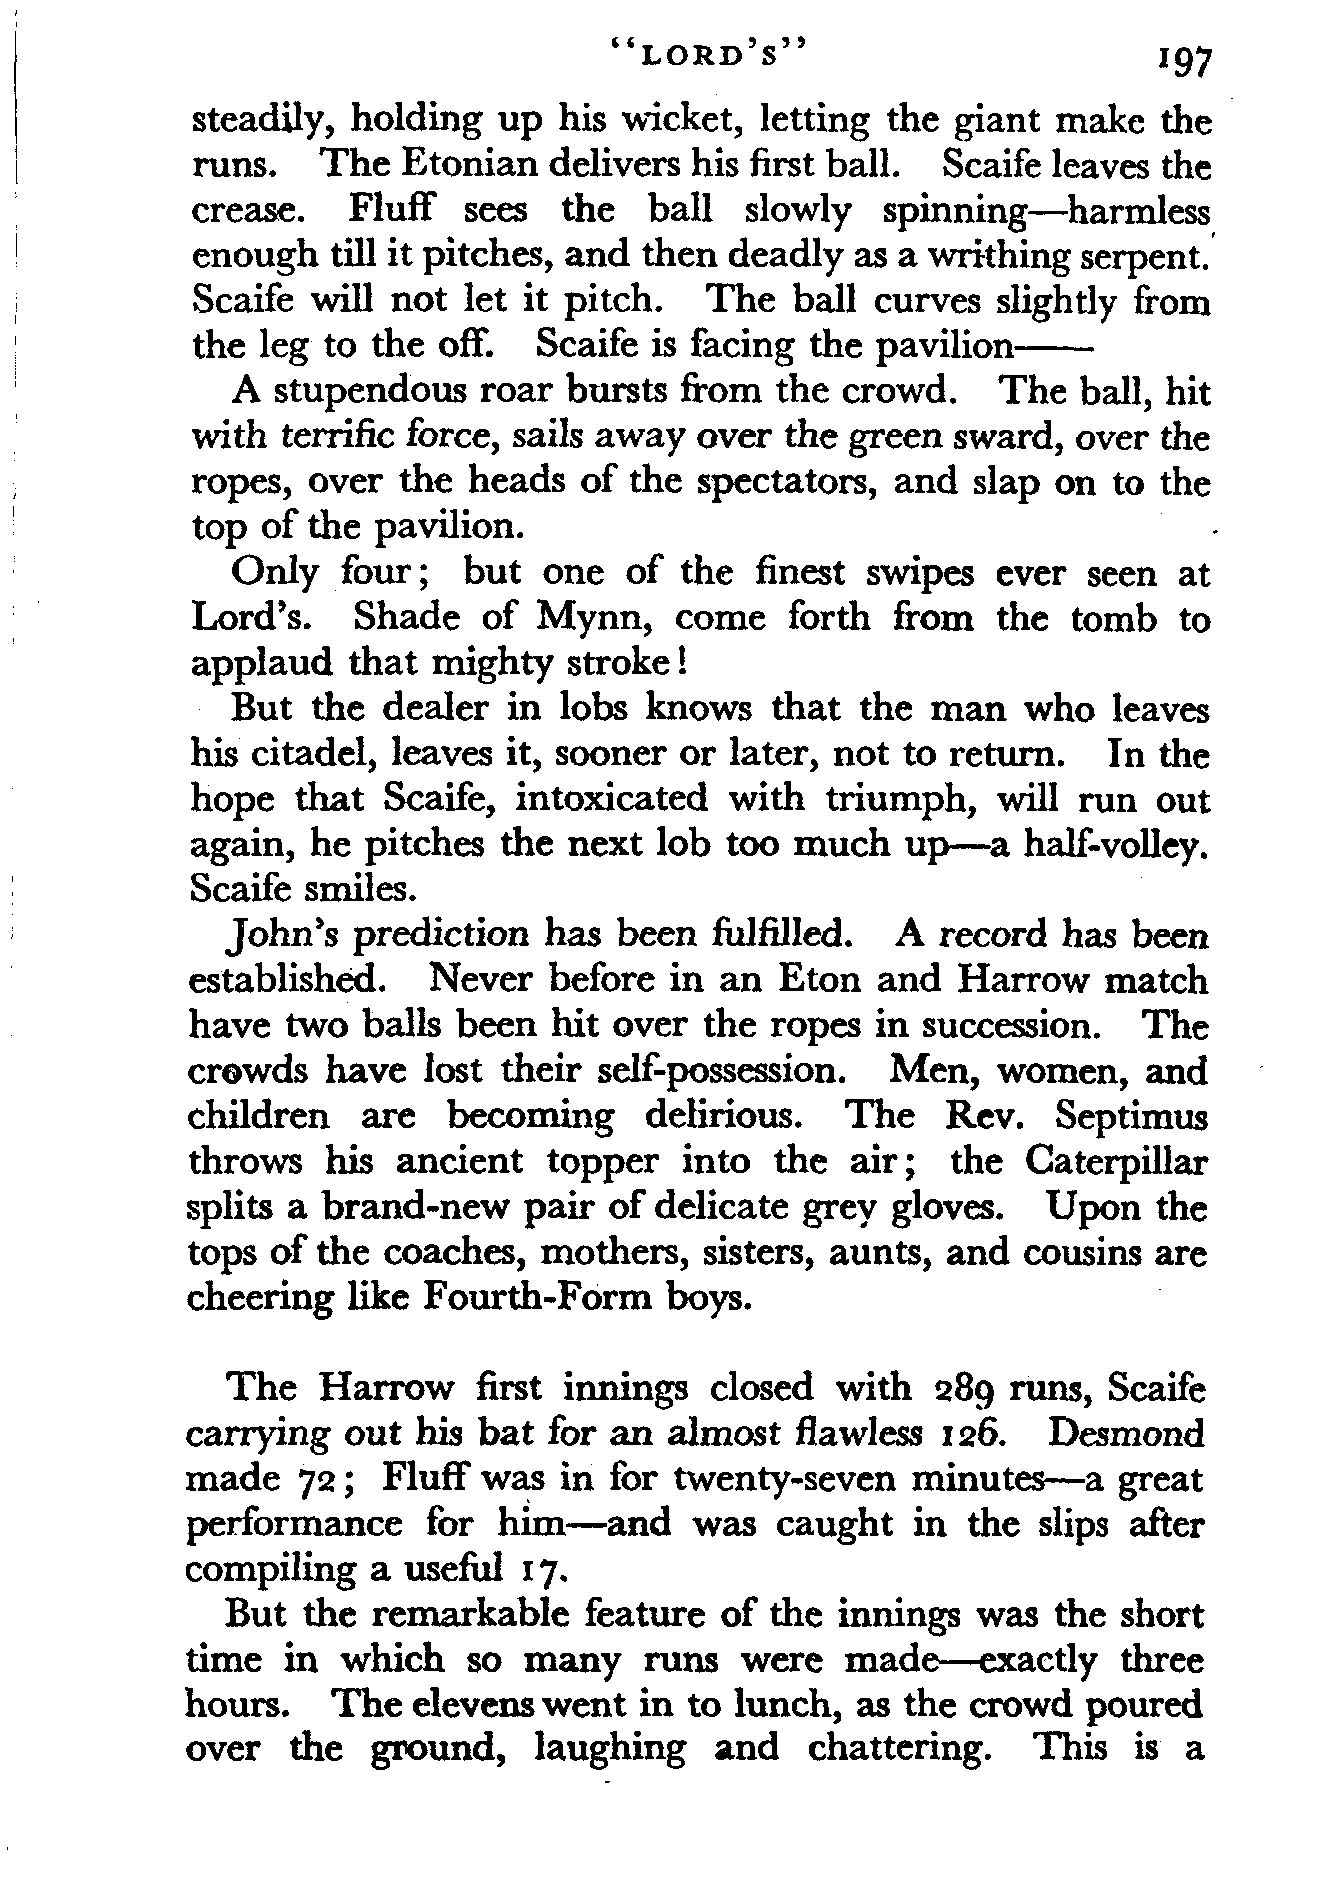 "LORD'S" 197
steadily, holding up his wicket, letting the giant make the
runs. The Etonian delivers his first ball. Scaife leaves the
crease. Fluff sees the ball slowly spinning—harmless
enough till it pitches, and then deadly as a writhing serpent.
Scaife will not let it pitch. The ball curves slightly from
the leg to the off. Scaife is facing the pavilion——
A stupendous roar bursts from the crowd. The ball, hit
with terrific force, sails away over the green sward, over the
ropes, over the heads of the spectators, and slap on to the
top of the pavilion.
Only four; but one of the finest swipes ever seen at
Lord's. Shade of Mynn, come forth from the tomb to
applaud that mighty stroke!
But the dealer in lobs knows that the man who leaves
his citadel, leaves it, sooner or later, not to return. In the
hope that Scaife, intoxicated with triumph, will run out
again, he pitches the next lob too much up—a half-volley.
Scaife smiles.
John's prediction has been fulfilled. A record has been
established. Never before in an Eton and Harrow match
have two balls been hit over the ropes in succession. The
crowds have lost their self-possession. Men, women, and
children are becoming delirious. The Rev. Septimus
throws his ancient topper into the air; the Caterpillar
splits a brand-new pair of delicate grey gloves. Upon the
tops of the coaches, mothers, sisters, aunts, and cousins are
cheering like Fourth-Form boys.
The Harrow first innings closed with 289 runs, Scaife
carrying out his bat for an almost flawless 126. Desmond
made 72; Fluff was in for twenty-seven minutes—a great
performance for him—and was caught in the slips after
compiling a useful 17.
But the remarkable feature of the innings was the short
time in which so many runs were made—exactly three
hours. The elevens went in to lunch, as the crowd poured
over the ground, laughing and chattering. This is a